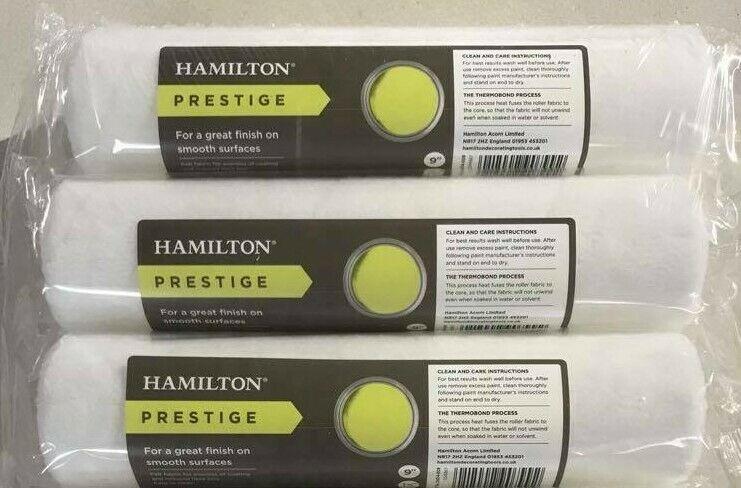 HAMILTON®
PRESTIGE
For a great finish on
smooth surfaces
9"
CLEAN AND CARE INSTRUCTIONS
For best results wash well before use. After
use remove excess paint, clean thoroughly
following paint manufacturer's instructions
and stand on end to dry.
THE THERMOBOND PROCESS
This process heat fuses the roller fabric to
the core, so that the fabric will not unwind
even when soaked in water or solvent
Hamilton Acorn Limited
NR17 2HZ England 01953 453201
hamiltondecoratingtools.co.uk
HAMILTON®
PRESTIGE
For a great finish on
smooth surfaces
CLEAN AND CARE INSTRUCTIONS
For best results wash well before use. After
use remove excess paint, clean thoroughly
following paint manufacturer's instructions
and stand on end to dry.
THE THERMOBOND PROCESS
This process heat fuses the roller fabric to
the core, so that the fabric will not unwind
even when soaked in water or solvent
Hamilton Acorn Limited
NR17 2HZ England 01953 453201
HAMILTON®
PRESTIGE
For a great finish on
smooth surfaces
9"
CLEAN AND CARE INSTRUCTIONS
For best results wash well before use. After
use remove excess paint, clean thoroughly
following paint manufacturer's instructions
and stand on end to dry.
THE THERMOBOND PROCESS
This process heat fuses the roller fabric to
the core, so that the fabric will not unwind
even when soaked in water or solvent.
Hamilton Acorn Limited
NR17 2HZ England 01953 453201
hamiltondecoratingtools.co.uk